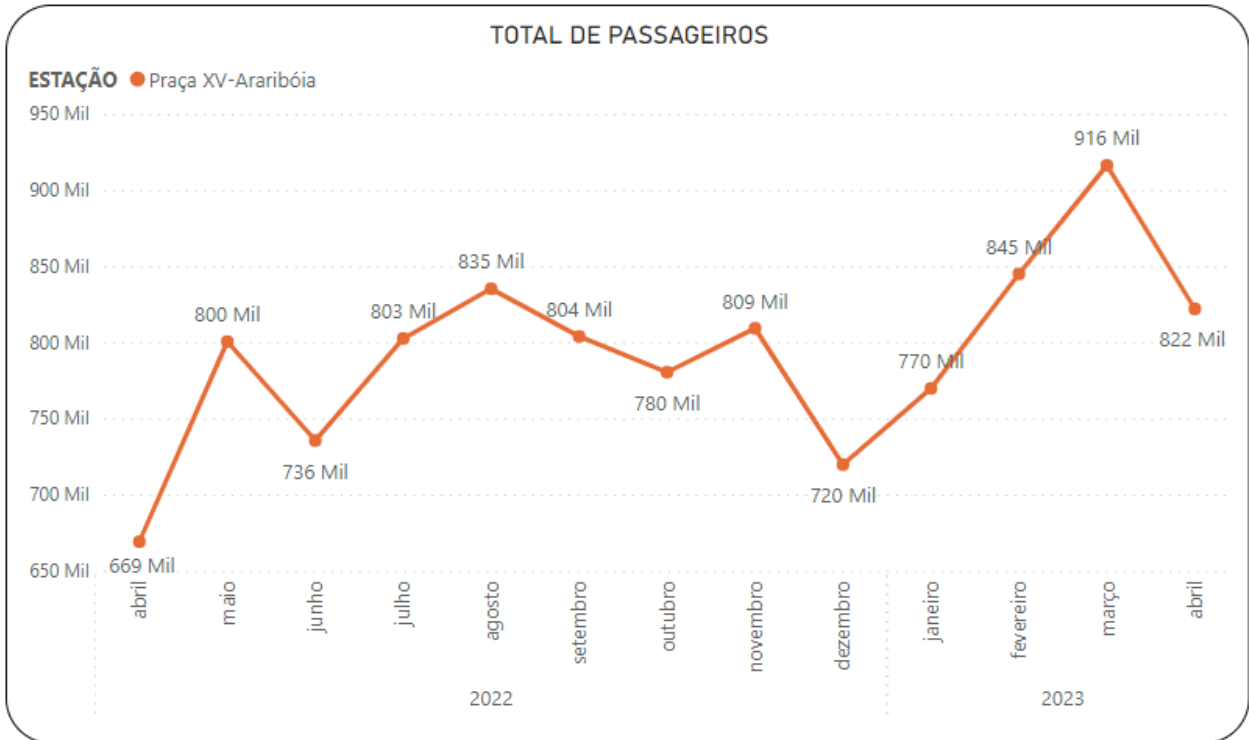 TOTAL DE PASSAGEIROS
ESTAÇÃO Praça XV-Araribóia
950 Mil
900 Mil
850 Mil
800 Mil
750 Mil
700 Mil
650 Mil
669 Mil
800 Mil
736 Mil
803 Mil
835 Mil
804 Mil
780 Mil
809 Mil
720 Mil
770 Mil
845 Mil
916 Mil
822 Mil
abril
maio
junho
julho
agosto
setembro
outubro
novembro
dezembro
janeiro
fevereiro
março
abril
2022
2023